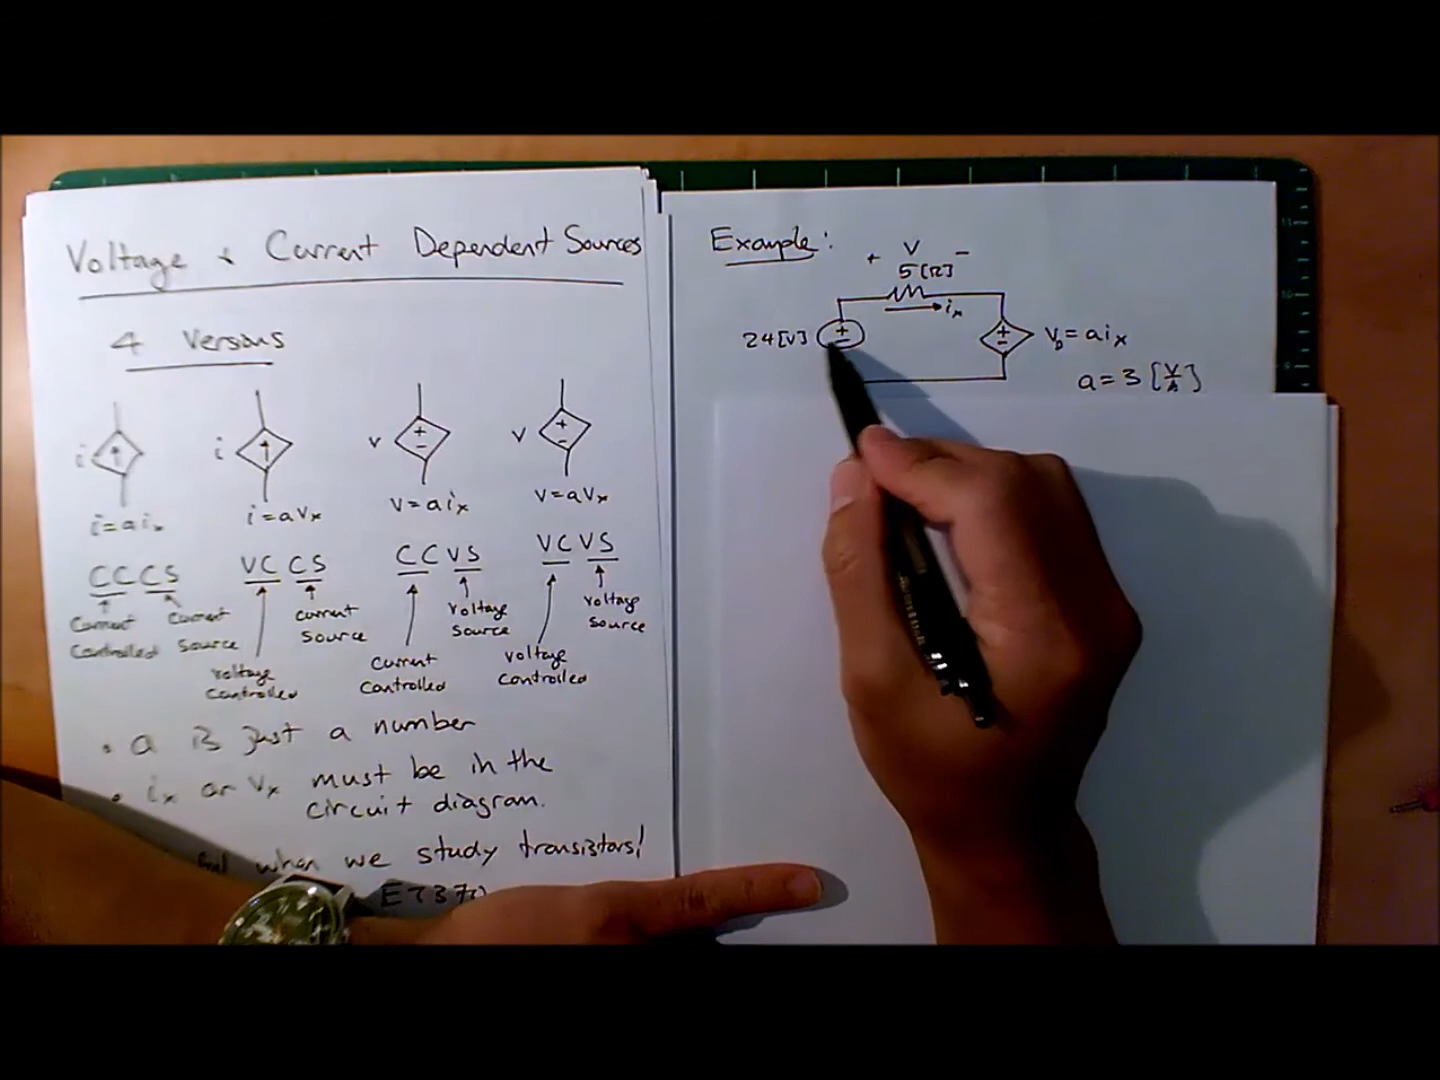 Voltage & Current Dependent Sources
4 Versions
i
i
v
v
i=aix
i=avx
v=aix
v=avx
CCCS
VCCS
CCVS
VCVS
Current Controlled
Current Source
voltage Controlled
current source
Current Controlled
voltage source
voltage Controlled
voltage source
• a is just a number
• ix or vx must be in the
circuit diagram.
when we study transistors!
Example:
+ V -
5[Ω]
ix
24[V]
+
-
+
-
VD=aix
a=3[V/A]